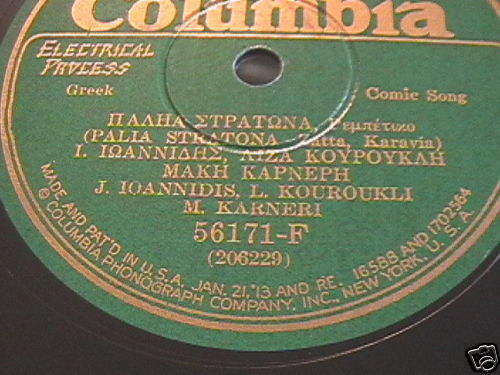 Columbia
ELECTRICAL
PROCESS
Greek
Comic Song
ΠΑΛΗΑ ΣΤΡΑΤΩΝΑ Ρεμπέτικο
(PALIA STRATONA Zatta, Karavia)
Ι. ΙΩΑΝΝΙΔΗΣ, ΛΙΖΑ ΚΟΥΡΟΥΚΛΗ
ΜΑΚΗ ΚΑΡΝΕΡΗ
J. IOANNIDIS, L. KOUROUKLI
M. KARNERI
56171-F
(206229)
MADE AND PAT'D IN U.S.A. JAN. 21, '13 AND RE. 16588 AND 1702564
© COLUMBIA PHONOGRAPH COMPANY, INC., NEW YORK, U.S.A.